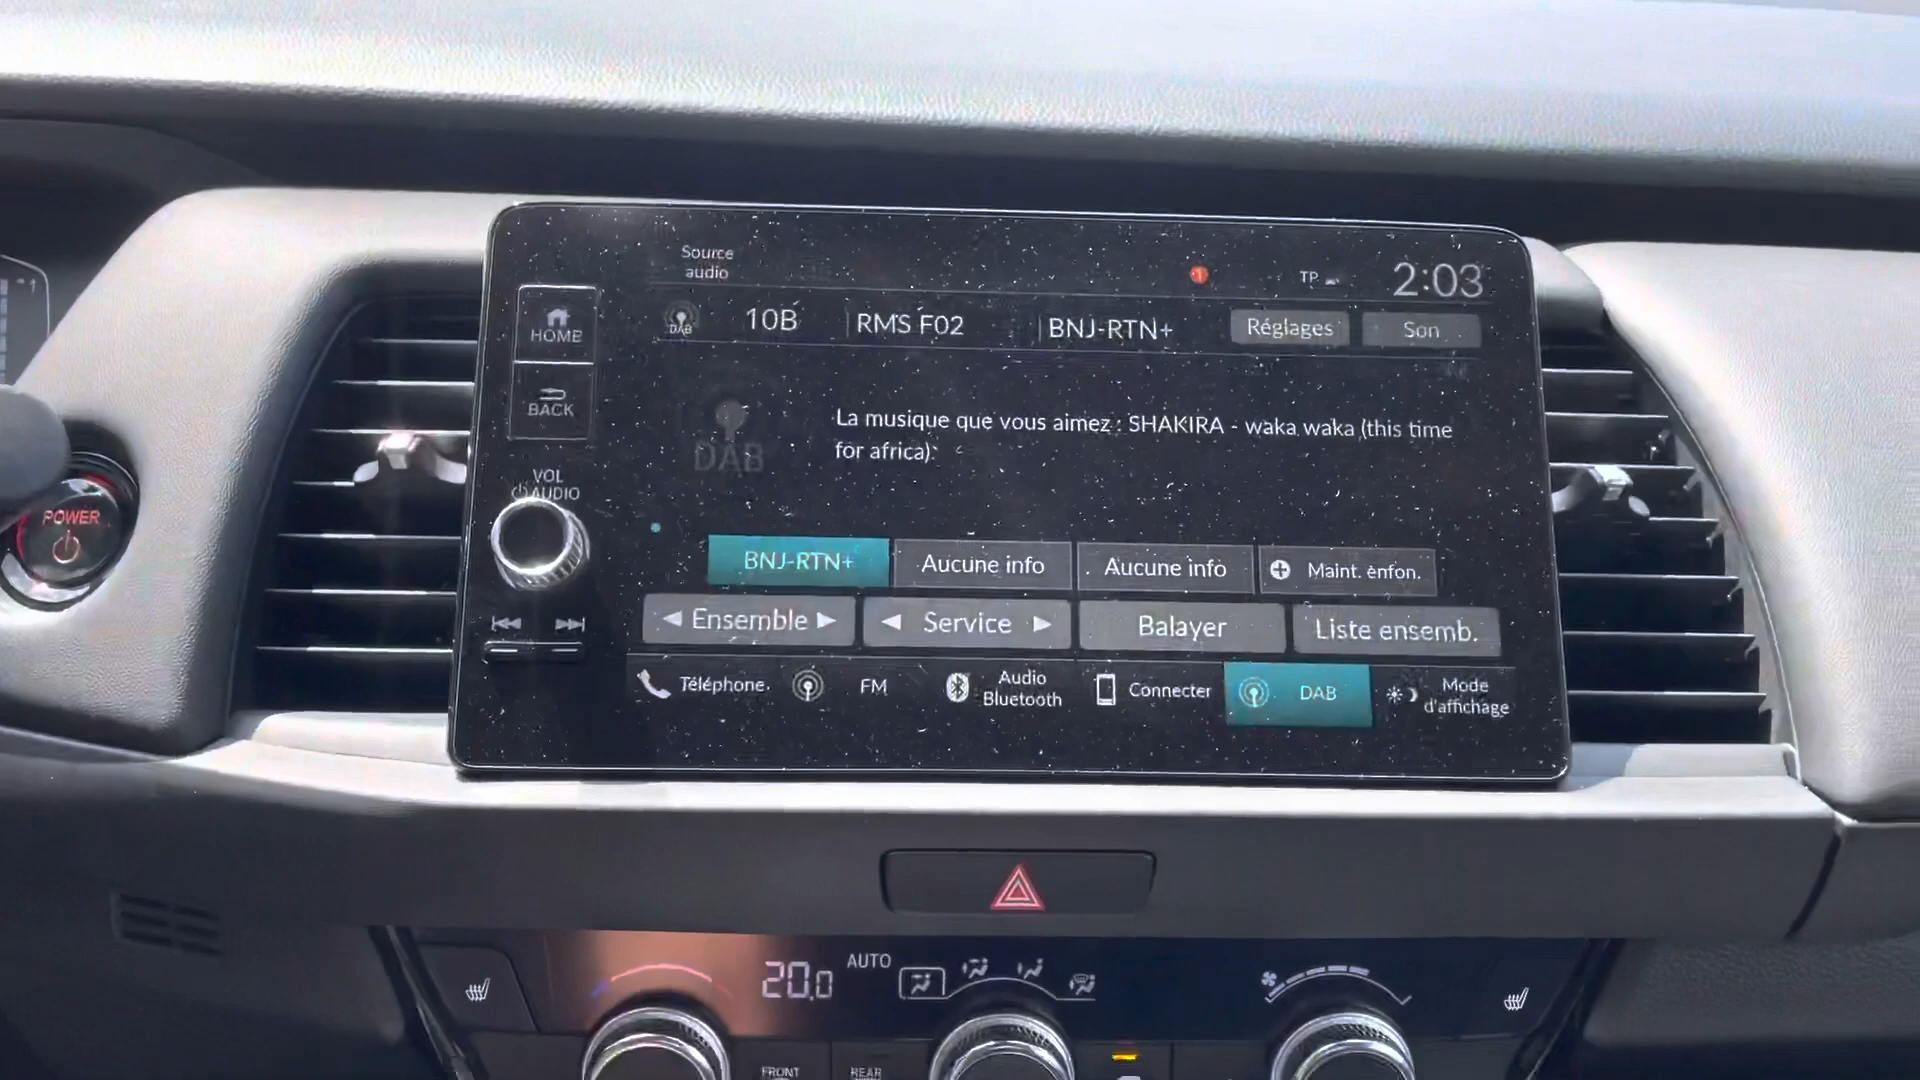 Source
audio
TP
2:03
HOME
DAB
10B
RMS F02
BNJ-RTN+
Réglages
Son
BACK
DAB
La musique que vous aimez : SHAKIRA - waka waka (this time
for africa).
VOL
AUDIO
POWER
BNJ-RTN+
Aucune info
Aucune info
Maint. enfon.
Ensemble
Service
Balayer
Liste ensemb.
Téléphone
FM
Audio
Bluetooth
Connecter
DAB
Mode
d'affichage
20.0
AUTO
FRONT
REAR